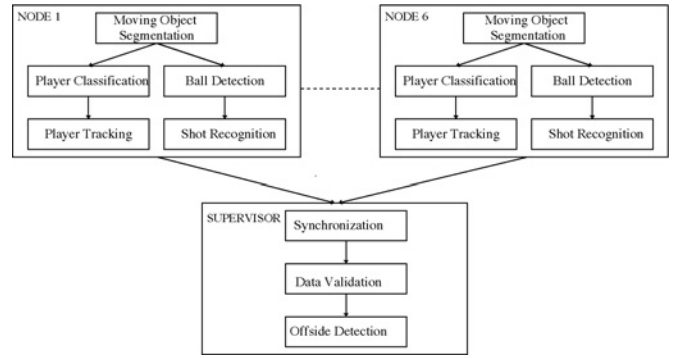 NODE 1
Moving Object
Segmentation
Player Classification
Ball Detection
Player Tracking
Shot Recognition
NODE 6
Moving Object
Segmentation
Player Classification
Ball Detection
Player Tracking
Shot Recognition
SUPERVISOR
Synchronization
Data Validation
Offside Detection